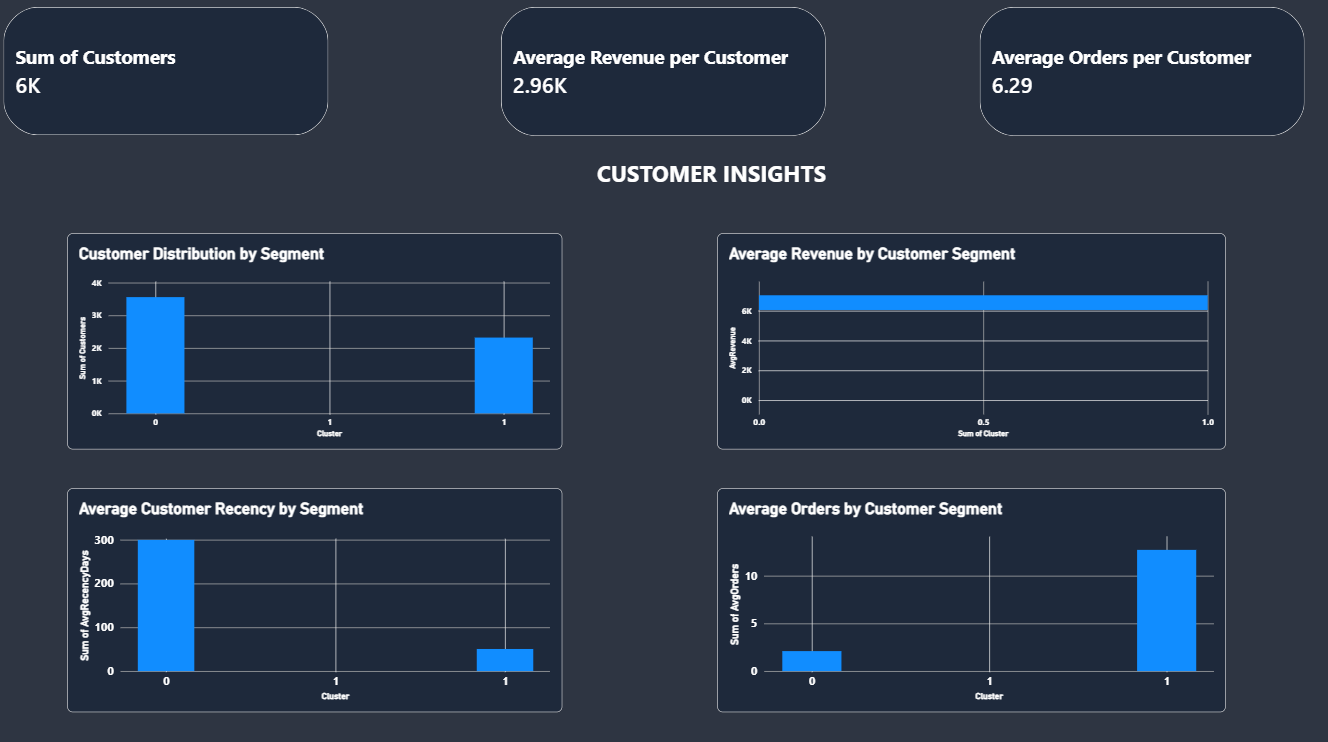 Sum of Customers
6K
Average Revenue per Customer
2.96K
Average Orders per Customer
6.29
CUSTOMER INSIGHTS
Customer Distribution by Segment
Sum of Customers
4K
3K
2K
1K
0K
0
1
1
Cluster
Average Revenue by Customer Segment
AvgRevenue
6K
4K
2K
0K
0.0
0.5
1.0
Sum of Cluster
Average Customer Recency by Segment
Sum of AvgRecencyDays
300
200
100
0
0
1
1
Cluster
Average Orders by Customer Segment
Sum of AvgOrders
10
5
0
0
1
1
Cluster